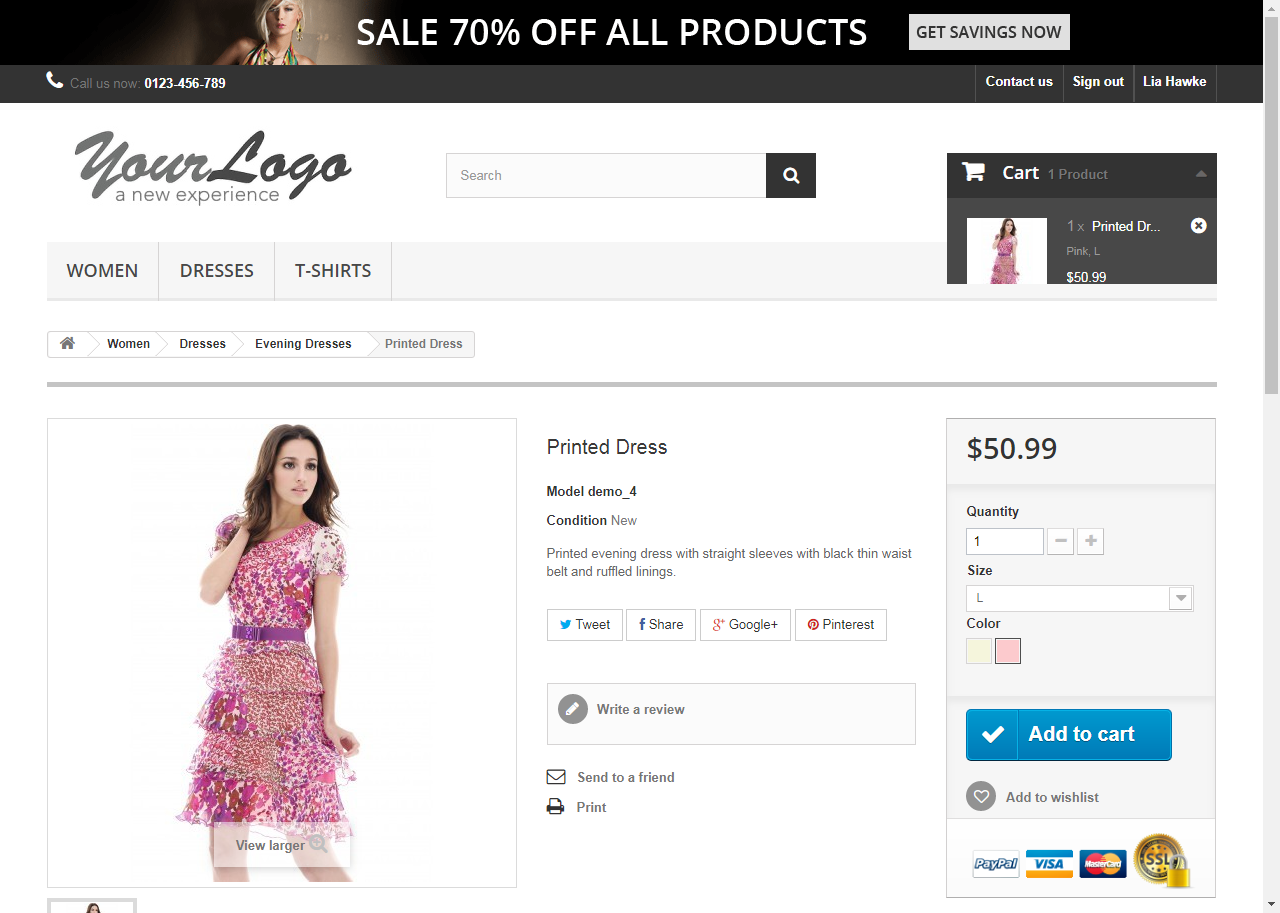 SALE 70% OFF ALL PRODUCTS
GET SAVINGS NOW
Call us now: 0123-456-789
Contact us
Sign out
Lia Hawke
YourLogo
a new experience
Search
Cart 1 Product
1 x Printed Dr...
Pink, L
$50.99
WOMEN
DRESSES
T-SHIRTS
Women
Dresses
Evening Dresses
Printed Dress
View larger
Printed Dress
Model demo_4
Condition New
Printed evening dress with straight sleeves with black thin waist
belt and ruffled linings.
Tweet
Share
Google+
Pinterest
Write a review
Send to a friend
Print
$50.99
Quantity
1
Size
L
Color
Add to cart
Add to wishlist
PayPal
VISA
MasterCard
SSL